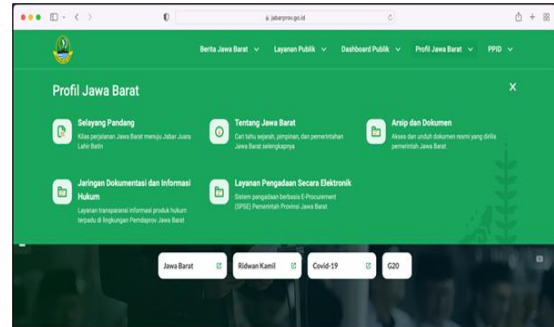 jabarprov.go.id
Berita Jawa Barat
Layanan Publik
Dashboard Publik
Profil Jawa Barat
PPID
Profil Jawa Barat
X
Selayang Pandang
Kilas perjalanan Jawa Barat menuju Jabar Juara
Lahir Batin
Tentang Jawa Barat
Cari tahu sejarah, pimpinan, dan pemerintahan
Jawa Barat selengkapnya
Arsip dan Dokumen
Akses dan unduh dokumen resmi yang dirilis
pemerintah Jawa Barat
Jaringan Dokumentasi dan Informasi
Hukum
Layanan transparansi informasi produk hukum
terpadu di lingkungan Pemdaprov Jawa Barat
Layanan Pengadaan Secara Elektronik
Sistem pengadaan berbasis E-Procurement
(SPSE) Pemerintah Provinsi Jawa Barat
Jawa Barat
Ridwan Kamil
Covid-19
G20